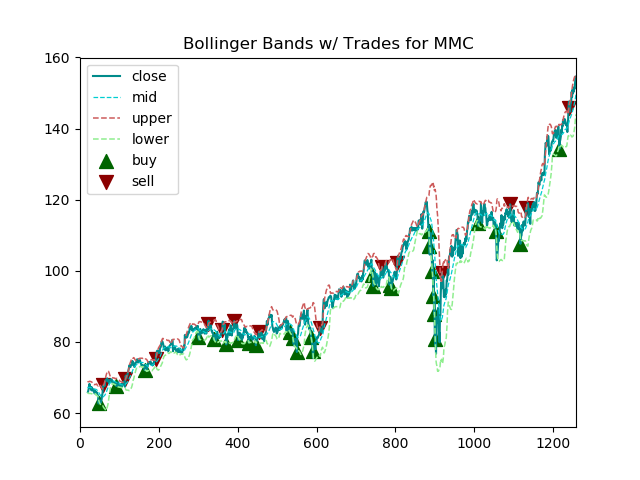 Bollinger Bands w/ Trades for MMC
160
140
120
100
80
60
close
mid
upper
lower
buy
sell
0 200 400 600 800 1000 1200